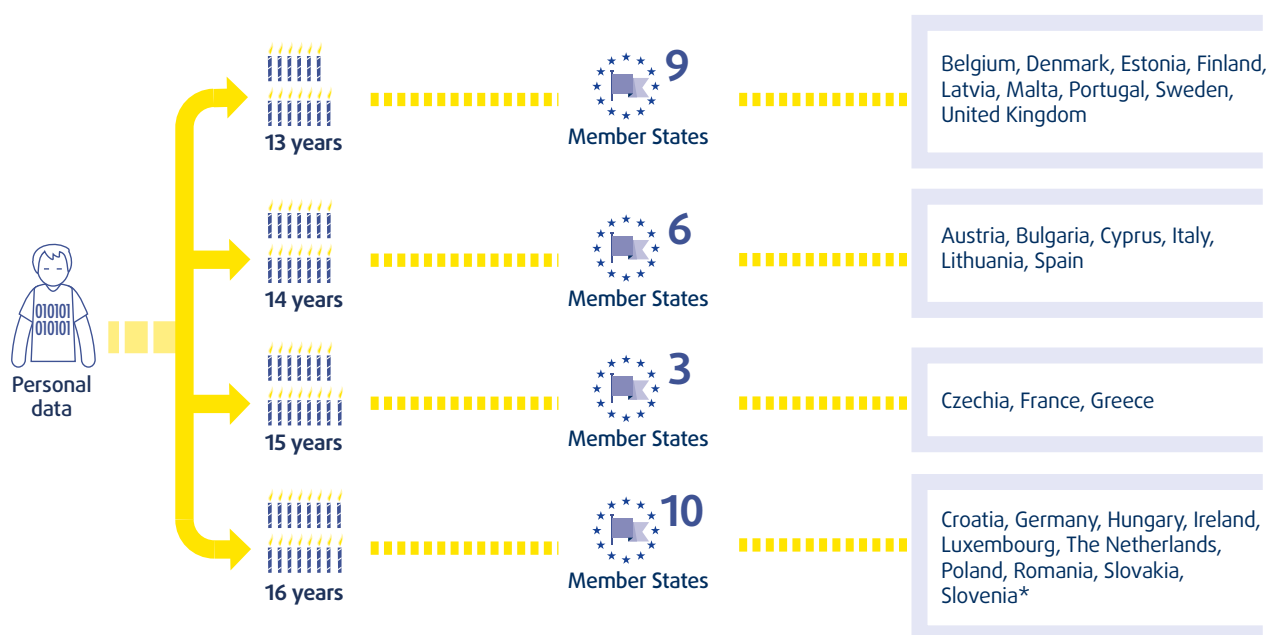 9
Member States
13 years
Belgium, Denmark, Estonia, Finland,
Latvia, Malta, Portugal, Sweden,
United Kingdom
6
Member States
14 years
Austria, Bulgaria, Cyprus, Italy,
Lithuania, Spain
010101
010101
Personal
data
3
Member States
15 years
Czechia, France, Greece
10
Member States
16 years
Croatia, Germany, Hungary, Ireland,
Luxembourg, The Netherlands,
Poland, Romania, Slovakia,
Slovenia*